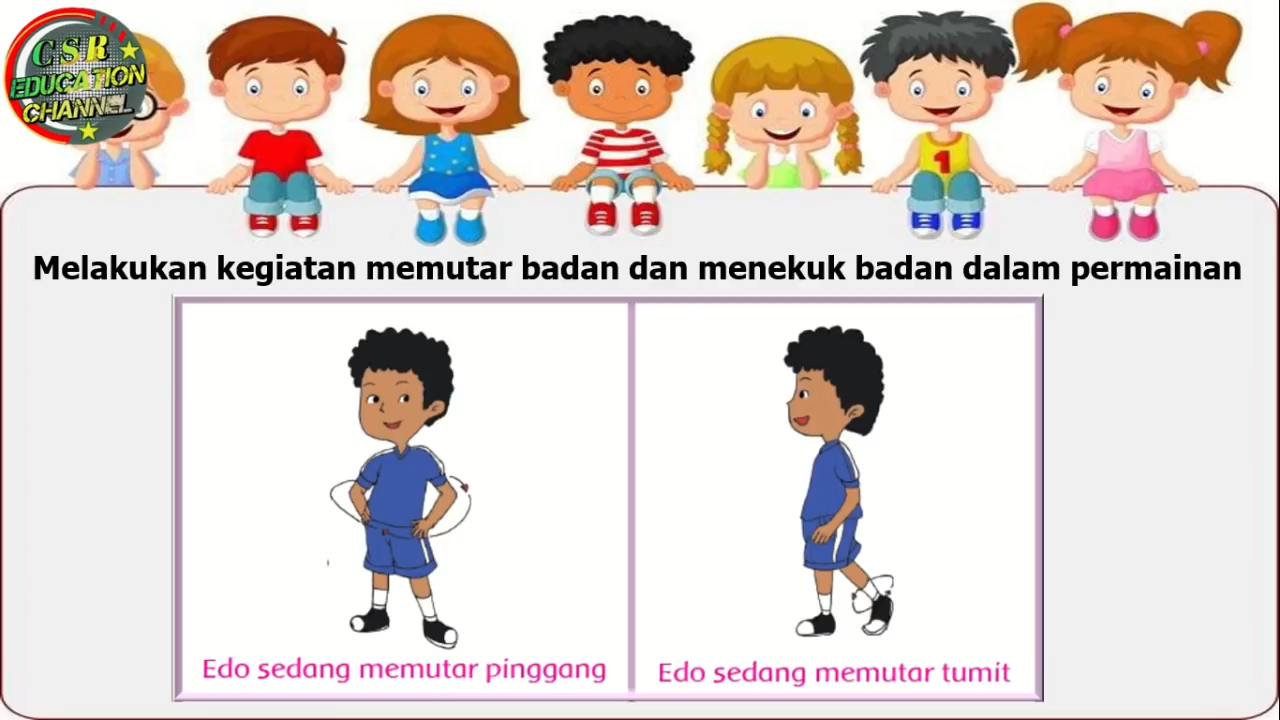 CSR
EDUCATION
CHANNEL
1
Melakukan kegiatan memutar badan dan menekuk badan dalam permainan
Edo sedang memutar pinggang
Edo sedang memutar tumit